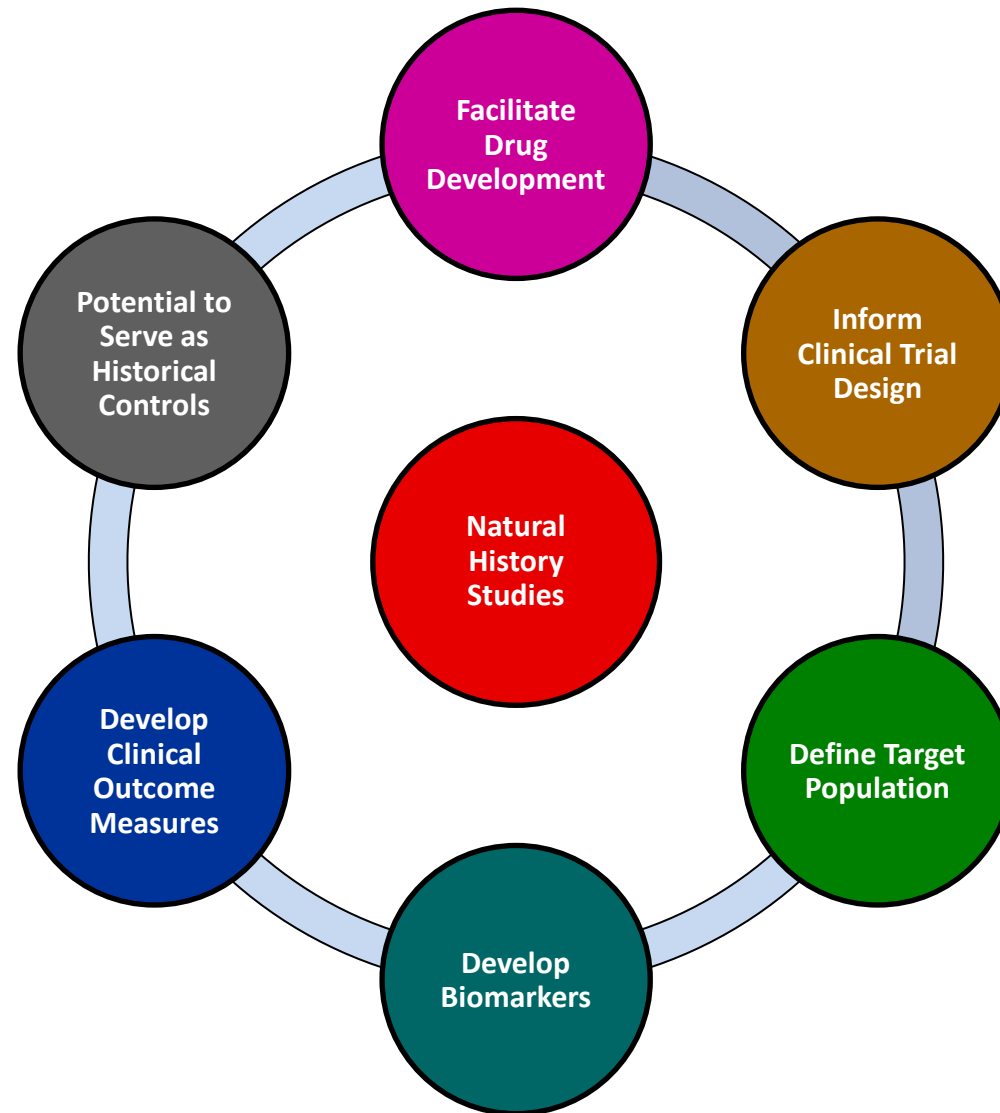 Facilitate
Drug
Development
Inform
Clinical Trial
Design
Define Target
Population
Develop
Biomarkers
Develop
Clinical
Outcome
Measures
Potential to
Serve as
Historical
Controls
Natural
History
Studies